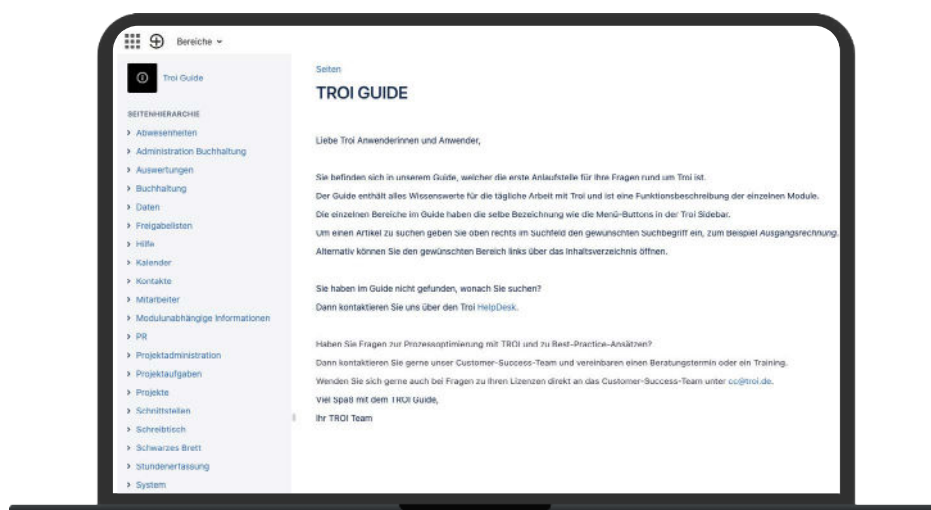 Bereiche
Troi Guide
SEITENHIERARCHIE
Abwesenheiten
Administration Buchhaltung
Auswertungen
Buchhaltung
Daten
Freigabelisten
Hilfe
Kalender
Kontakte
Mitarbeiter
Modulunabhängige Informationen
PR
Projektadministration
Projektaufgaben
Projekte
Schnittstellen
Schreibtisch
Schwarzes Brett
Stundenerfassung
System
Seiten
TROI GUIDE
Liebe Troi Anwenderinnen und Anwender,
Sie befinden sich in unserem Guide, welcher die erste Anlaufstelle für Ihre Fragen rund um Troi ist.
Der Guide enthält alles Wissenswerte für die tägliche Arbeit mit Troi und ist eine Funktionsbeschreibung der einzelnen Module.
Die einzelnen Bereiche im Guide haben die selbe Bezeichnung wie die Menü-Buttons in der Troi Sidebar.
Um einen Artikel zu suchen geben Sie oben rechts im Suchfeld den gewünschten Suchbegriff ein, zum Beispiel Ausgangsrechnung.
Alternativ können Sie den gewünschten Bereich links über das Inhaltsverzeichnis öffnen.
Sie haben im Guide nicht gefunden, wonach Sie suchen?
Dann kontaktieren Sie uns über den Troi HelpDesk.
Haben Sie Fragen zur Prozessoptimierung mit TROI und zu Best-Practice-Ansätzen?
Dann kontaktieren Sie gerne unser Customer-Success-Team und vereinbaren einen Beratungstermin oder ein Training.
Wenden Sie sich gerne auch bei Fragen zu Ihren Lizenzen direkt an das Customer-Success-Team unter cc@troi.de.
Viel Spaß mit dem TROI Guide,
Ihr TROI Team